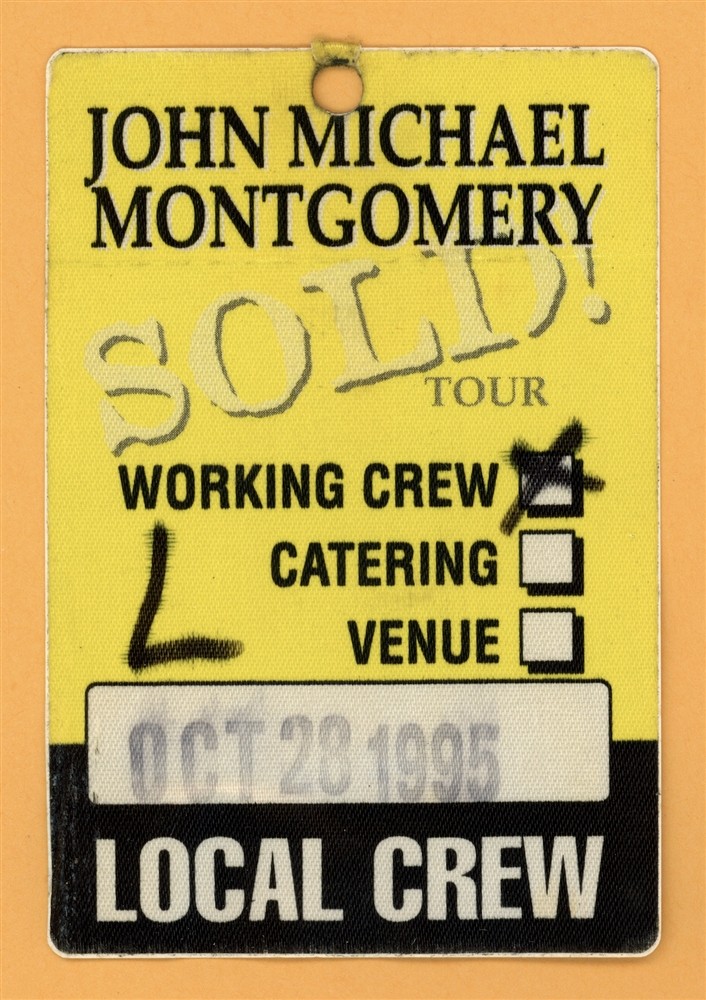 JOHN MICHAEL
MONTGOMERY
SOLD!
TOUR
WORKING CREW
CATERING
L
VENUE
OCT 28 1995
LOCAL CREW